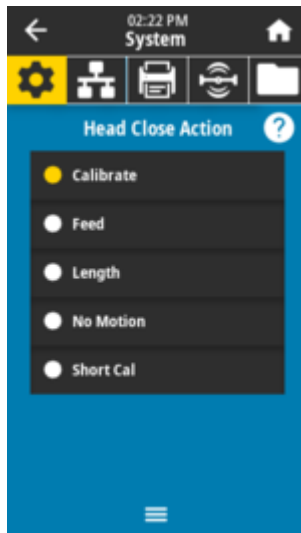 02:22 PM
System
Head Close Action
?
Calibrate
Feed
Length
No Motion
Short Cal